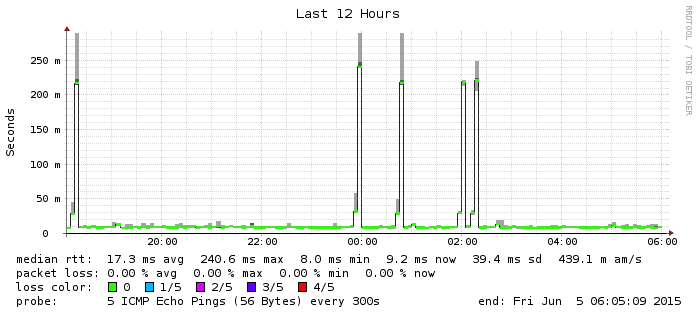 Last 12 Hours
RRDTOOL / TOBI OETIKER
Seconds
250 m
200 m
150 m
100 m
50 m
0
20:00 22:00 00:00 02:00 04:00 06:00
median rtt: 17.3 ms avg 240.6 ms max 8.0 ms min 9.2 ms now 39.4 ms sd 439.1 m am/s
packet loss: 0.00 % avg 0.00 % max 0.00 % min 0.00 % now
loss color: 0 1/5 2/5 3/5 4/5
probe: 5 ICMP Echo Pings (56 Bytes) every 300s end: Fri Jun 5 06:05:09 2015